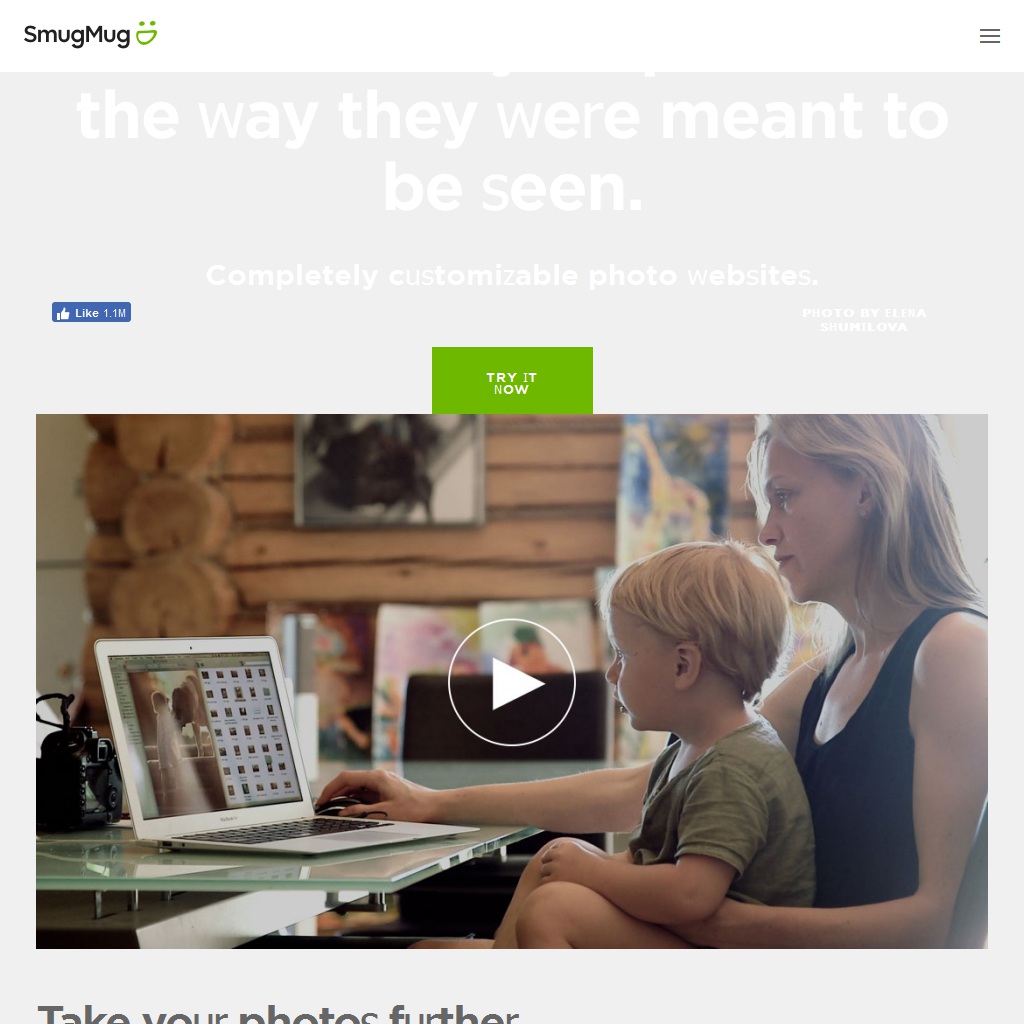 SmugMug
the way they were meant to
be seen.
Completely customizable photo websites.
Like 1.1M
PHOTO BY ELENA
SHUMILOVA
TRY IT
NOW
Take your photos further